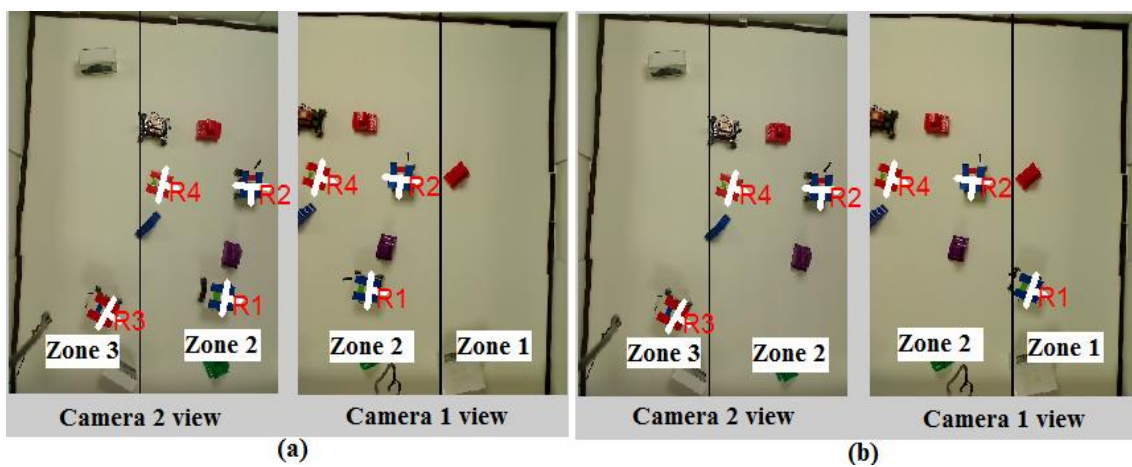 R4
R2
R4
R2
R3
R1
R1
Zone 3
Zone 2
Zone 2
Zone 1
Camera 2 view
Camera 1 view
(a)
R4
R2
R4
R2
R3
R1
Zone 3
Zone 2
Zone 2
Zone 1
Camera 2 view
Camera 1 view
(b)